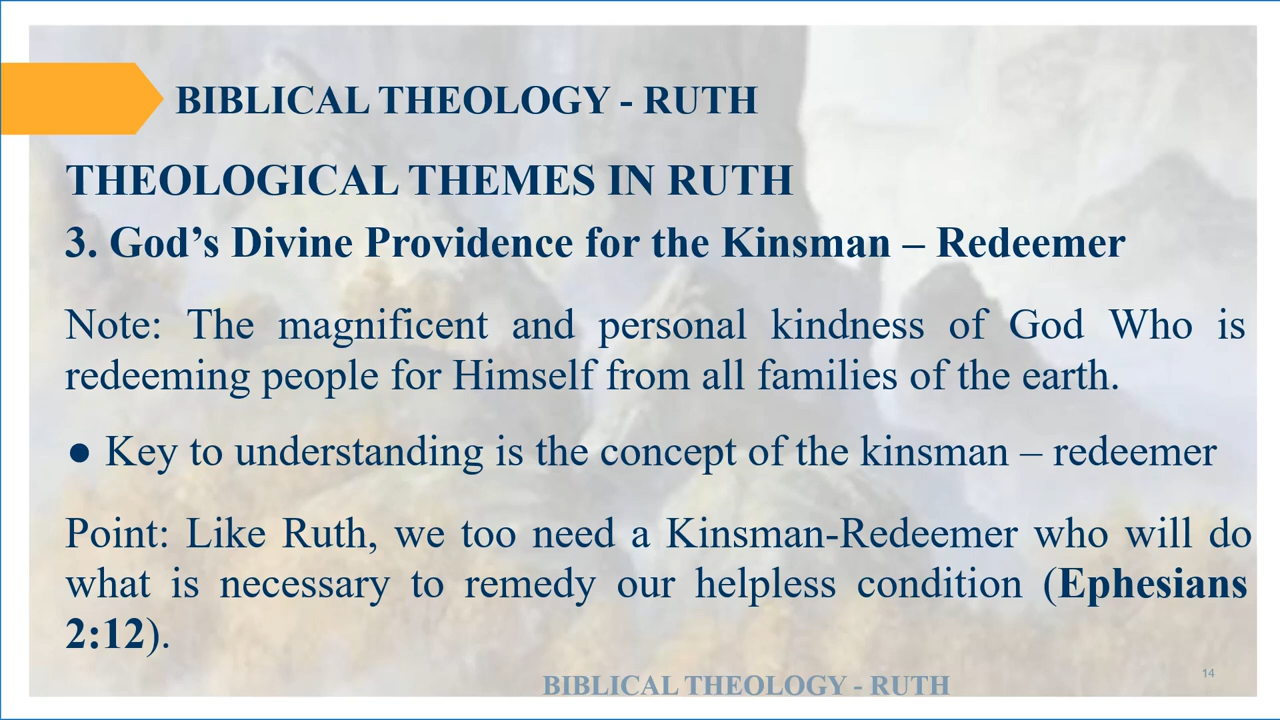 BIBLICAL THEOLOGY - RUTH
THEOLOGICAL THEMES IN RUTH
3. God’s Divine Providence for the Kinsman – Redeemer
Note: The magnificent and personal kindness of God Who is
redeeming people for Himself from all families of the earth.
● Key to understanding is the concept of the kinsman – redeemer
Point: Like Ruth, we too need a Kinsman-Redeemer who will do
what is necessary to remedy our helpless condition (Ephesians
2:12).
BIBLICAL THEOLOGY - RUTH
14